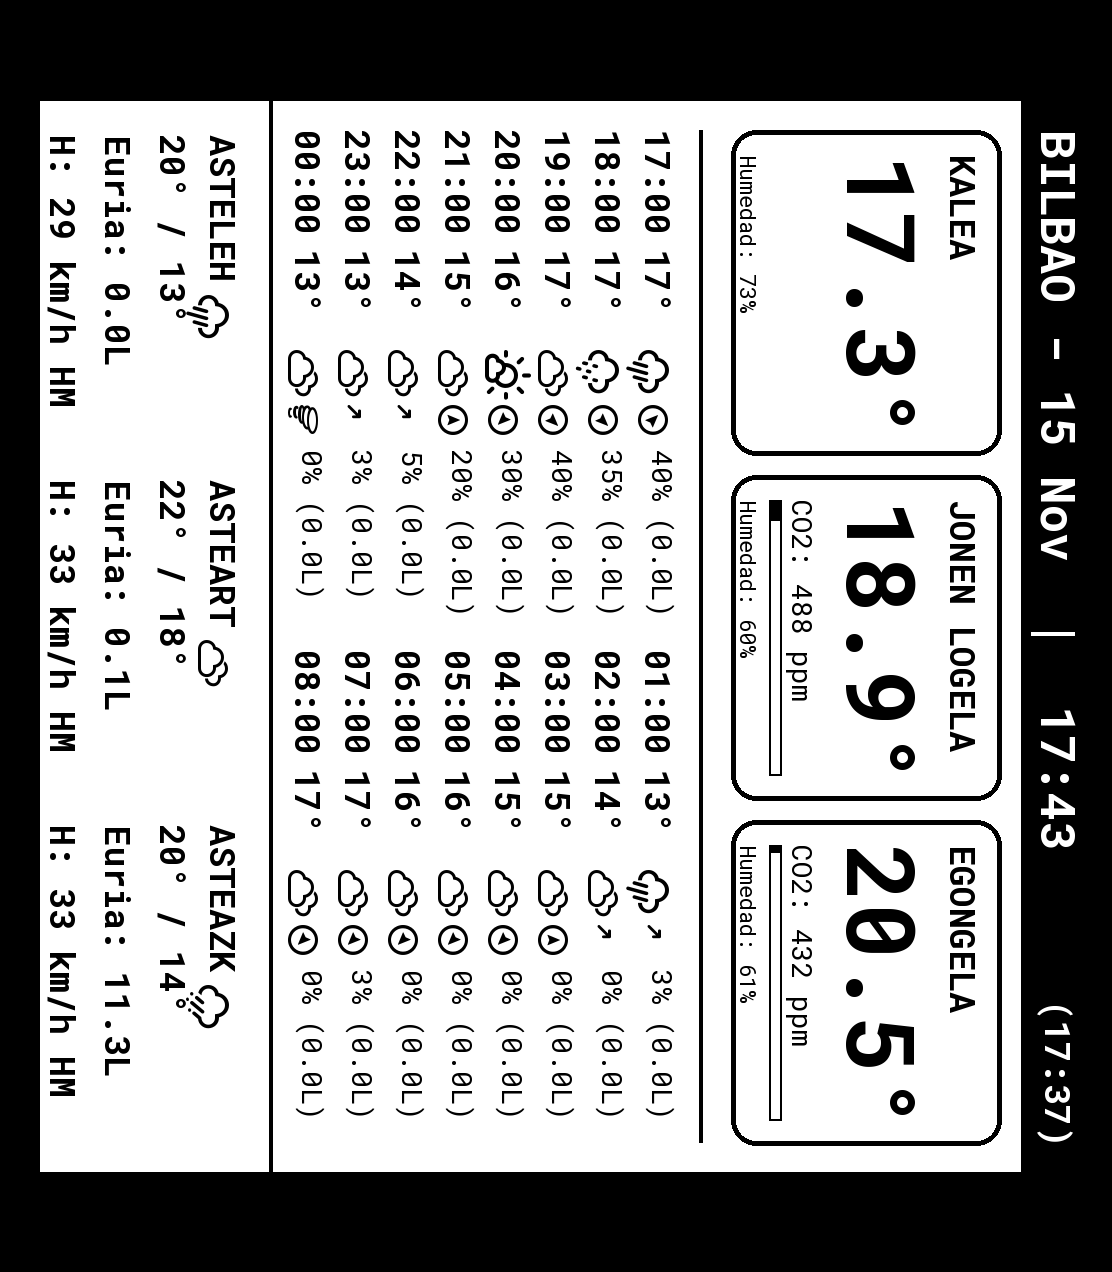 BILBAO - 15 Nov | 17:43 (17:37)
KALEA
17.3°
Humedad: 73%
JONEN LOGELA
18.9°
CO2: 488 ppm
Humedad: 60%
EGONGELA
20.5°
CO2: 432 ppm
Humedad: 61%
17:00 17° 40% (0.0L)
18:00 17° 35% (0.0L)
19:00 17° 40% (0.0L)
20:00 16° 30% (0.0L)
21:00 15° 20% (0.0L)
22:00 14° 5% (0.0L)
23:00 13° 3% (0.0L)
00:00 13° 0% (0.0L)
01:00 13° 3% (0.0L)
02:00 14° 0% (0.0L)
03:00 15° 0% (0.0L)
04:00 15° 0% (0.0L)
05:00 16° 0% (0.0L)
06:00 16° 0% (0.0L)
07:00 17° 3% (0.0L)
08:00 17° 0% (0.0L)
ASTELEH
20° / 13°
Euria: 0.0L
H: 29 km/h HM
ASTEART
22° / 18°
Euria: 0.1L
H: 33 km/h HM
ASTEAZK
20° / 14°
Euria: 11.3L
H: 33 km/h HM